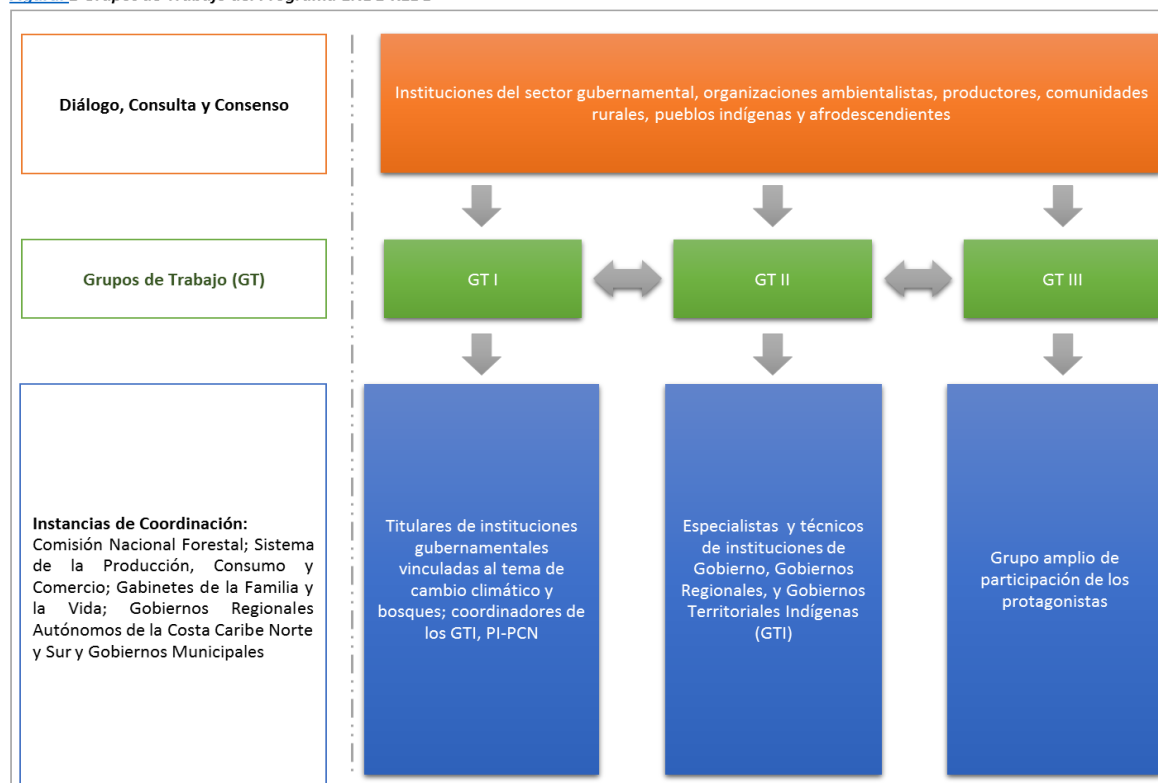 Diálogo, Consulta y Consenso
Instituciones del sector gubernamental, organizaciones ambientalistas, productores, comunidades
rurales, pueblos indígenas y afrodescendientes
Grupos de Trabajo (GT)
GT I
GT II
GT III
Instancias de Coordinación:
Comisión Nacional Forestal; Sistema
de la Producción, Consumo y
Comercio; Gabinetes de la Familia y
la Vida; Gobiernos Regionales
Autónomos de la Costa Caribe Norte
y Sur y Gobiernos Municipales
Titulares de instituciones
gubernamentales
vinculadas al tema de
cambio climático y
bosques; coordinadores de
los GTI, PI-PCN
Especialistas y técnicos
de instituciones de
Gobierno, Gobiernos
Regionales, y Gobiernos
Territoriales Indígenas
(GTI)
Grupo amplio de
participación de los
protagonistas